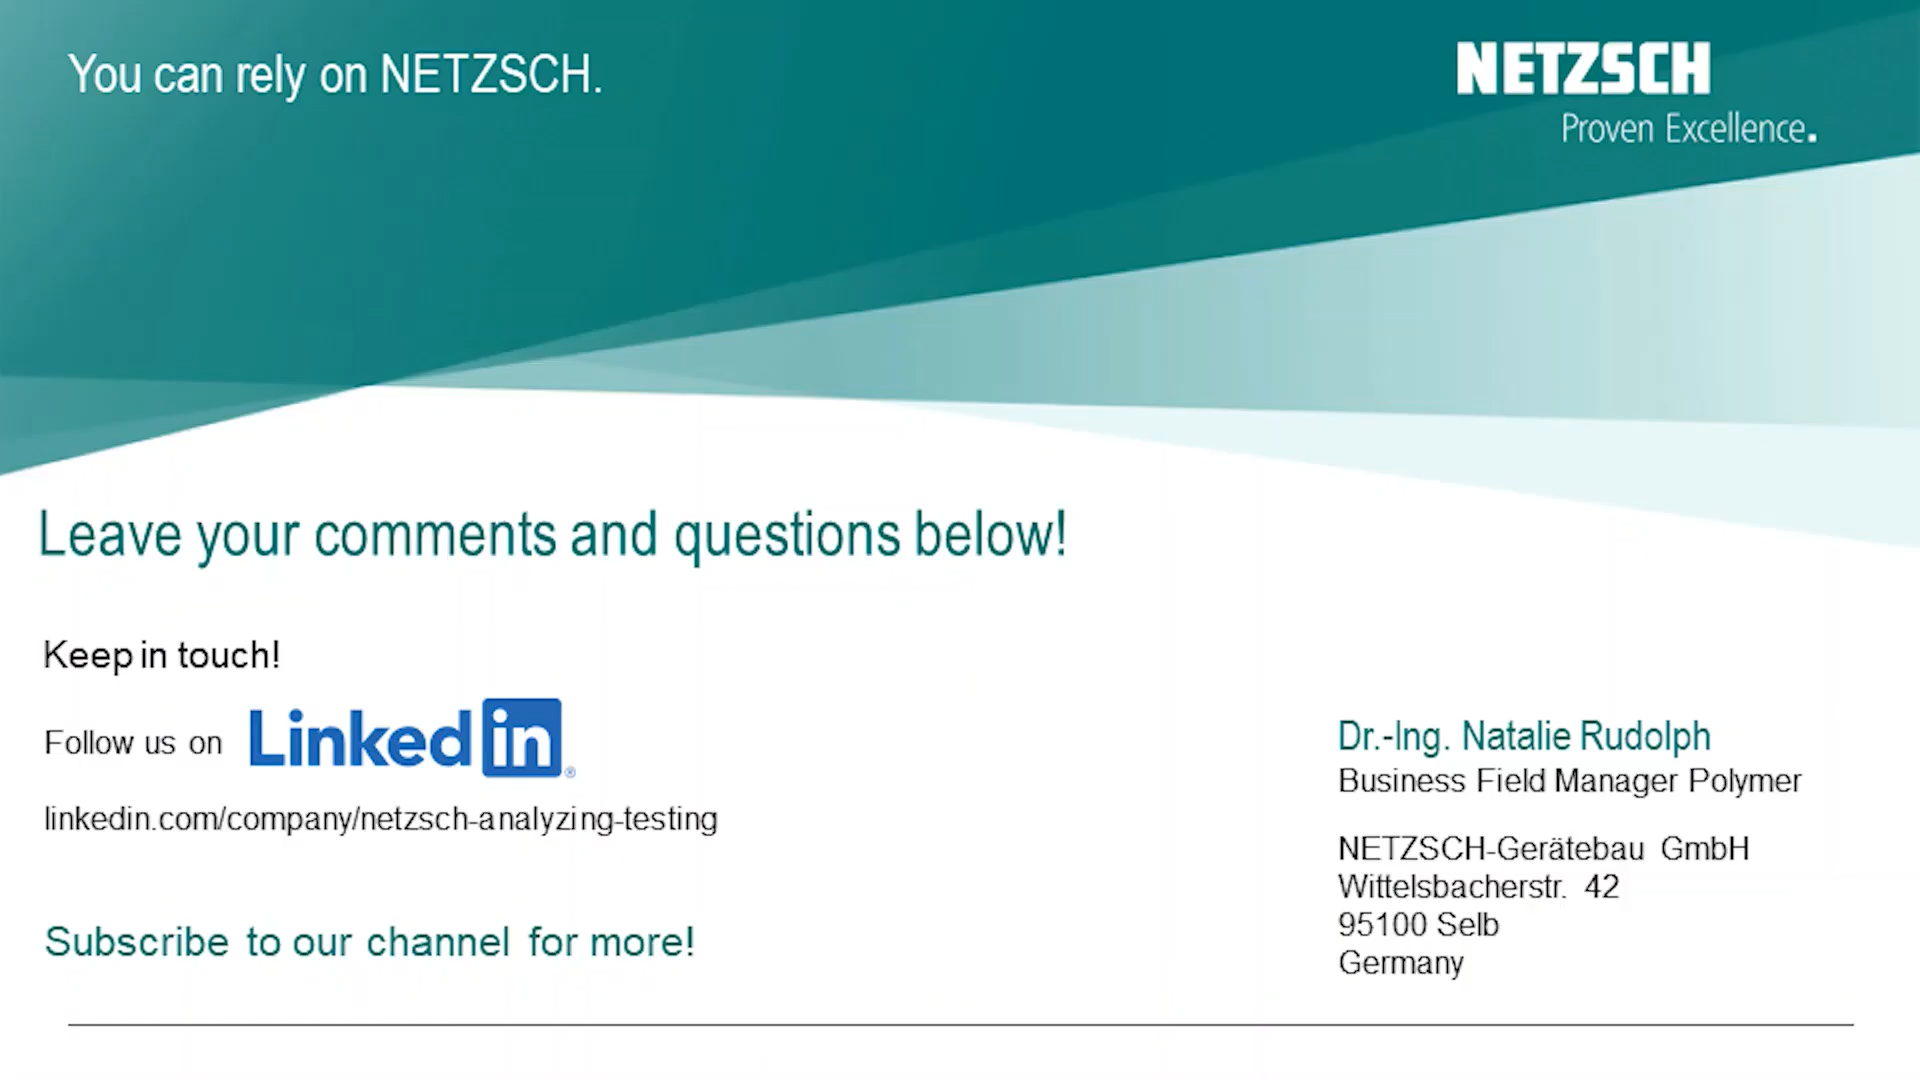 You can rely on NETZSCH.
NETZSCH
Proven Excellence.
Leave your comments and questions below!
Keep in touch!
Follow us on LinkedIn®
linkedin.com/company/netzsch-analyzing-testing
Subscribe to our channel for more!
Dr.-Ing. Natalie Rudolph
Business Field Manager Polymer
NETZSCH-Gerätebau GmbH
Wittelsbacherstr. 42
95100 Selb
Germany